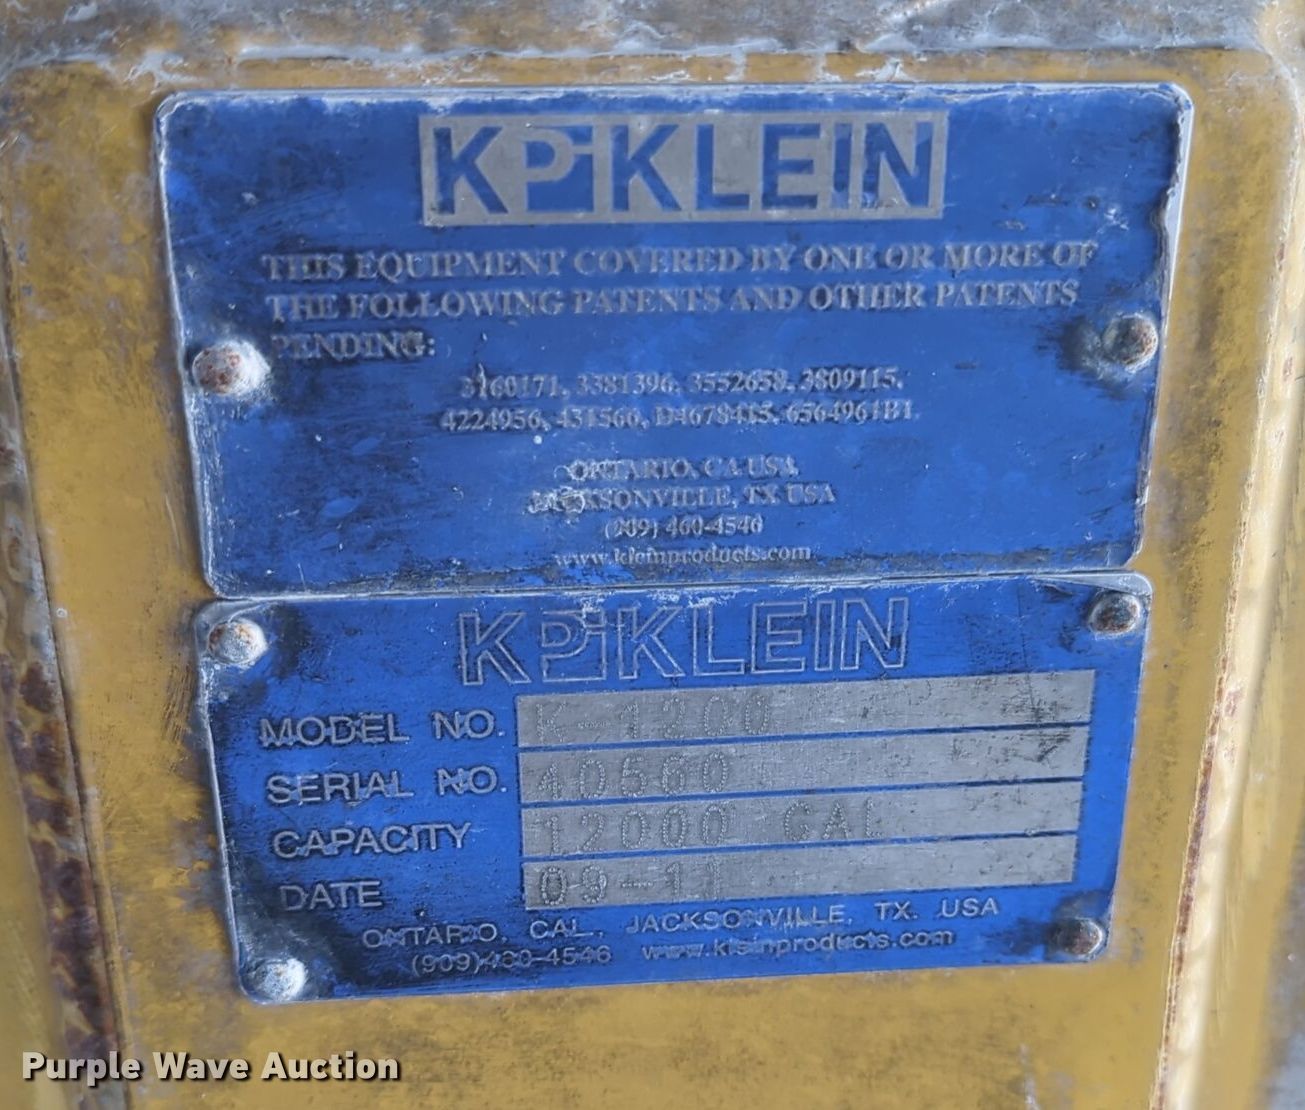 KPiKLEIN
THIS EQUIPMENT COVERED BY ONE OR MORE OF
THE FOLLOWING PATENTS AND OTHER PATENTS
PENDING:
3160171, 3381396, 3552658, 3809115,
4224956, 431566, D4678415, 6564961B1
ONTARIO, CA USA
JACKSONVILLE, TX USA
(909) 460-4546
www.kleinproducts.com
KPiKLEIN
MODEL NO. K-1200
SERIAL NO. 40560
CAPACITY 12000 GAL
DATE 09-11
ONTARIO, CAL. JACKSONVILLE, TX. USA
(909)460-4546 www.kleinproducts.com
Purple Wave Auction